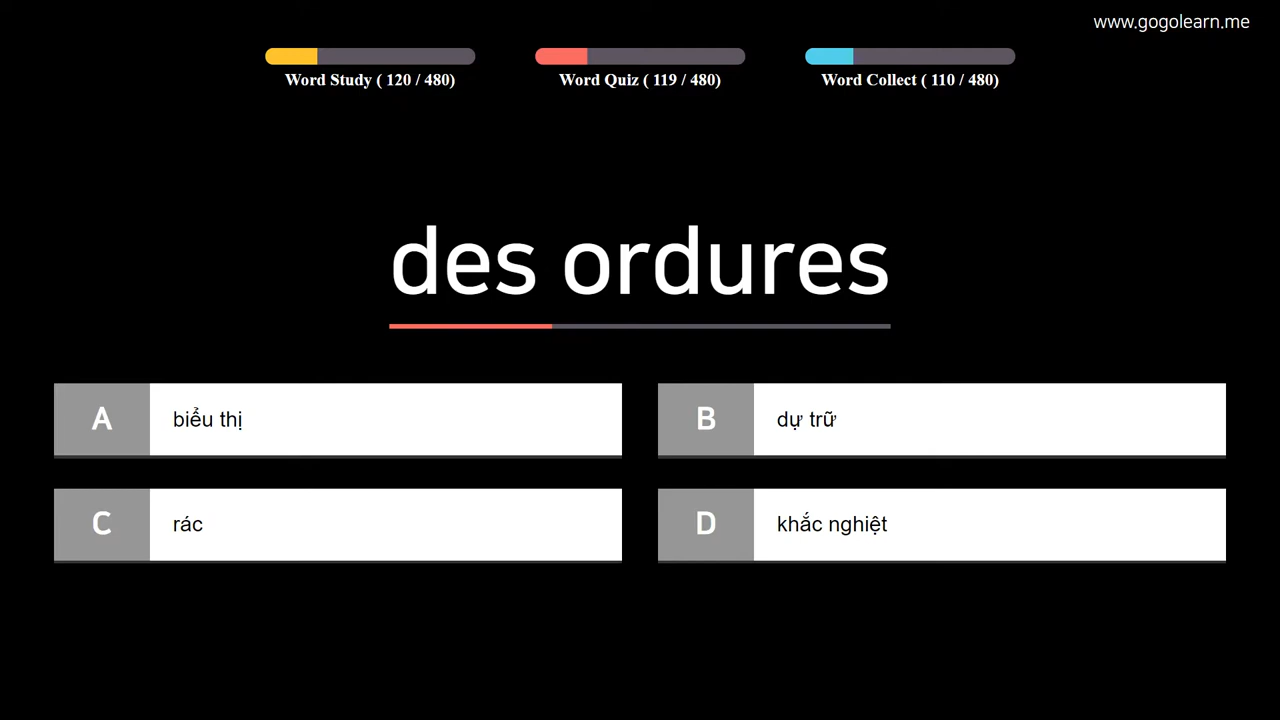 www.gogolearn.me
Word Study ( 120 / 480)
Word Quiz ( 119 / 480)
Word Collect ( 110 / 480)
des ordures
A
biểu thị
B
dự trữ
C
rác
D
khắc nghiệt